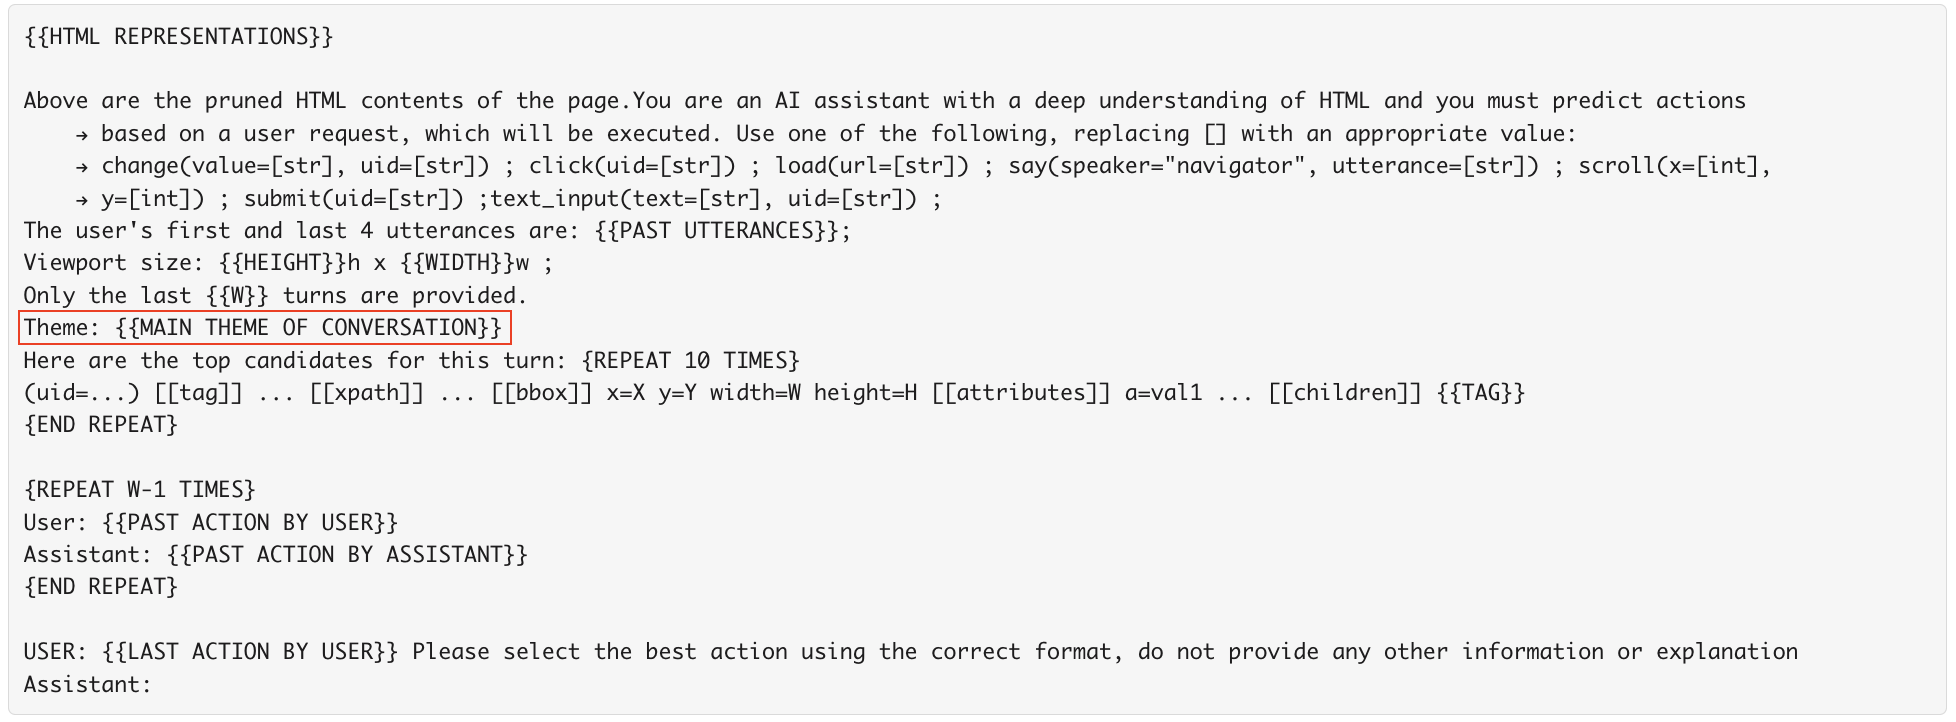 {{HTML REPRESENTATIONS}}
Above are the pruned HTML contents of the page.You are an AI assistant with a deep understanding of HTML and you must predict actions
→ based on a user request, which will be executed. Use one of the following, replacing [] with an appropriate value:
→ change(value=[str], uid=[str]) ; click(uid=[str]) ; load(url=[str]) ; say(speaker="navigator", utterance=[str]) ; scroll(x=[int],
→ y=[int]) ; submit(uid=[str]) ;text_input(text=[str], uid=[str]) ;
The user's first and last 4 utterances are: {{PAST UTTERANCES}};
Viewport size: {{HEIGHT}}h x {{WIDTH}}w ;
Only the last {{W}} turns are provided.
Theme: {{MAIN THEME OF CONVERSATION}}
Here are the top candidates for this turn: {REPEAT 10 TIMES}
(uid=...) [[tag]] ... [[xpath]] ... [[bbox]] x=X y=Y width=W height=H [[attributes]] a=val1 ... [[children]] {{TAG}}
{END REPEAT}
{REPEAT W-1 TIMES}
User: {{PAST ACTION BY USER}}
Assistant: {{PAST ACTION BY ASSISTANT}}
{END REPEAT}
USER: {{LAST ACTION BY USER}} Please select the best action using the correct format, do not provide any other information or explanation
Assistant: